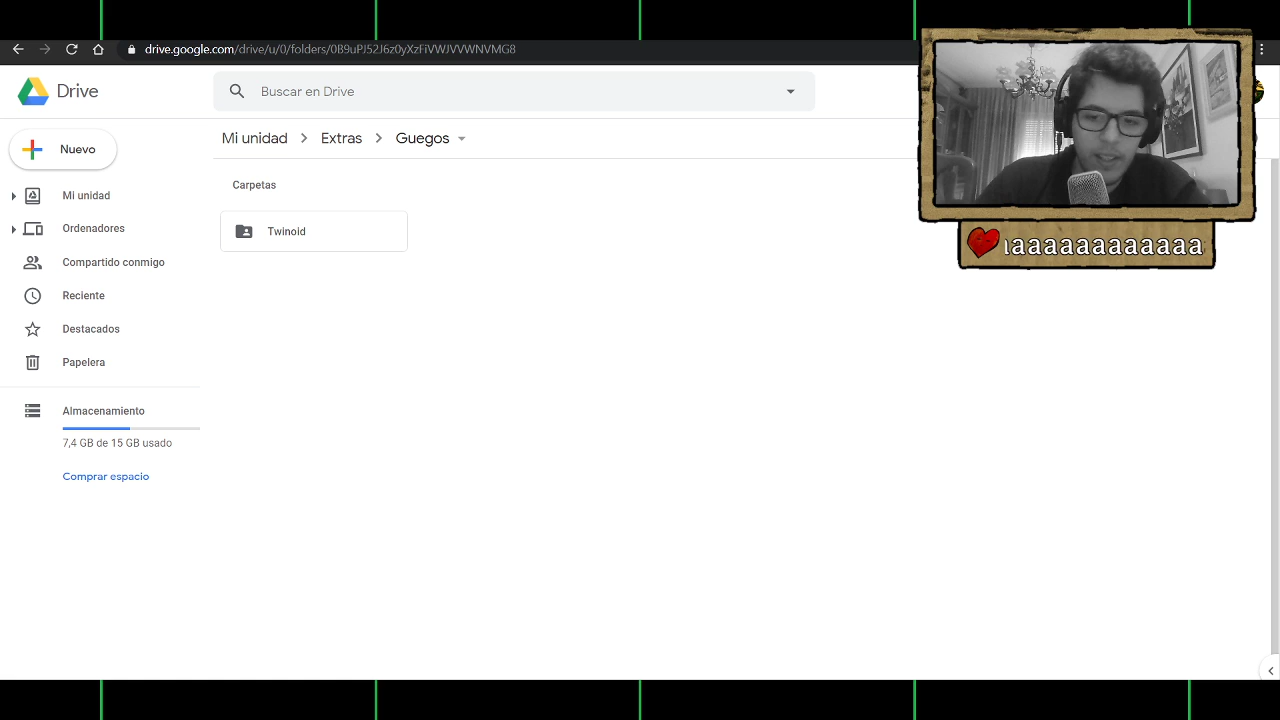 drive.google.com/drive/u/0/folders/0B9uPJ52J6z0yXzFiVWJVVWNVMG8
Drive
Buscar en Drive
Mi unidad > Extras > Guegos
Nuevo
Carpetas
Twinoid
Mi unidad
Ordenadores
Compartido conmigo
Reciente
Destacados
Papelera
Almacenamiento
7,4 GB de 15 GB usado
Comprar espacio
aaaaaaaaaaaa